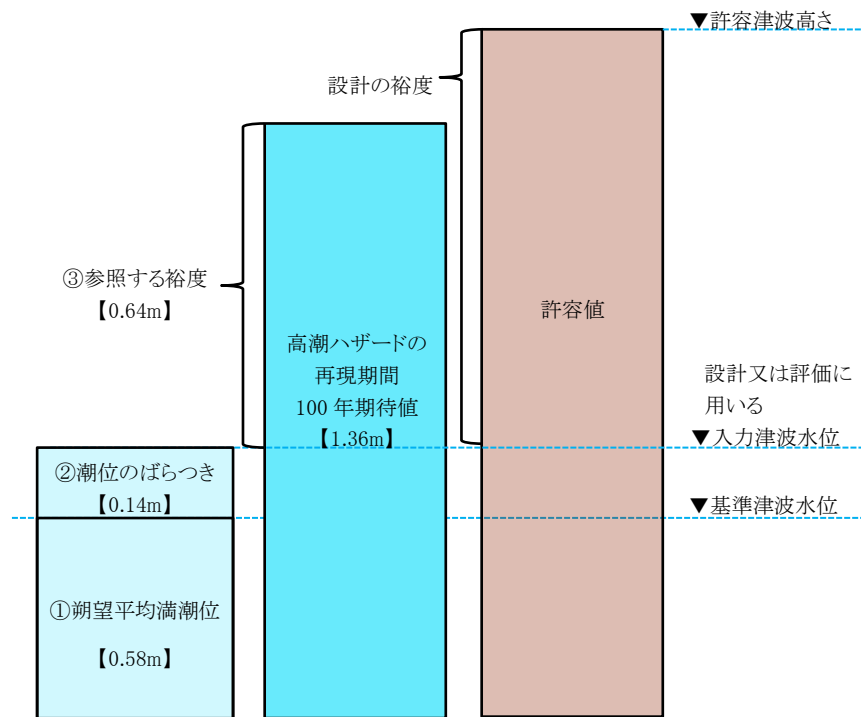 ▼許容津波高さ
設計の裕度
③参照する裕度
【0.64m】
高潮ハザードの
再現期間
100 年期待値
【1.36m】
許容値
設計又は評価に
用いる
▼入力津波水位
②潮位のばらつき
【0.14m】
▼基準津波水位
①朔望平均満潮位
【0.58m】